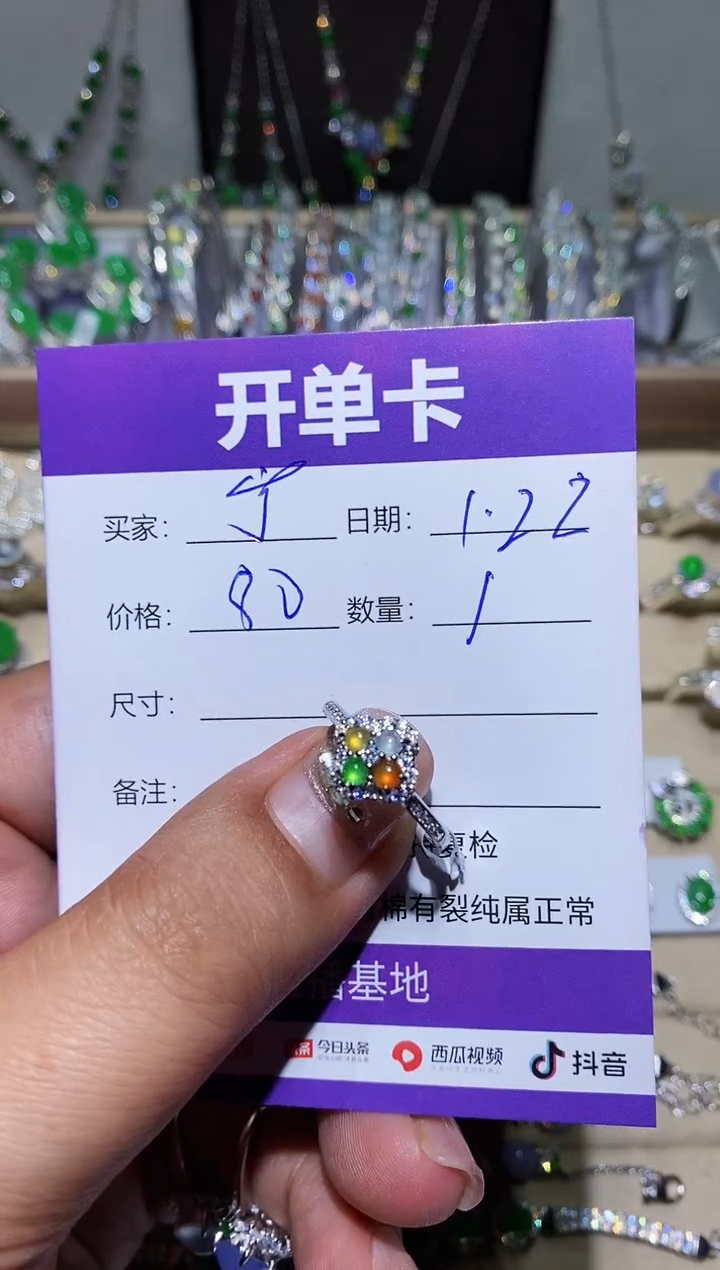 开单卡
买家： 宁 日期： 1.22
价格： 80 数量： 1
尺寸：
备注：
复检
棉有裂纯属正常
播基地
今日头条 西瓜视频 抖音